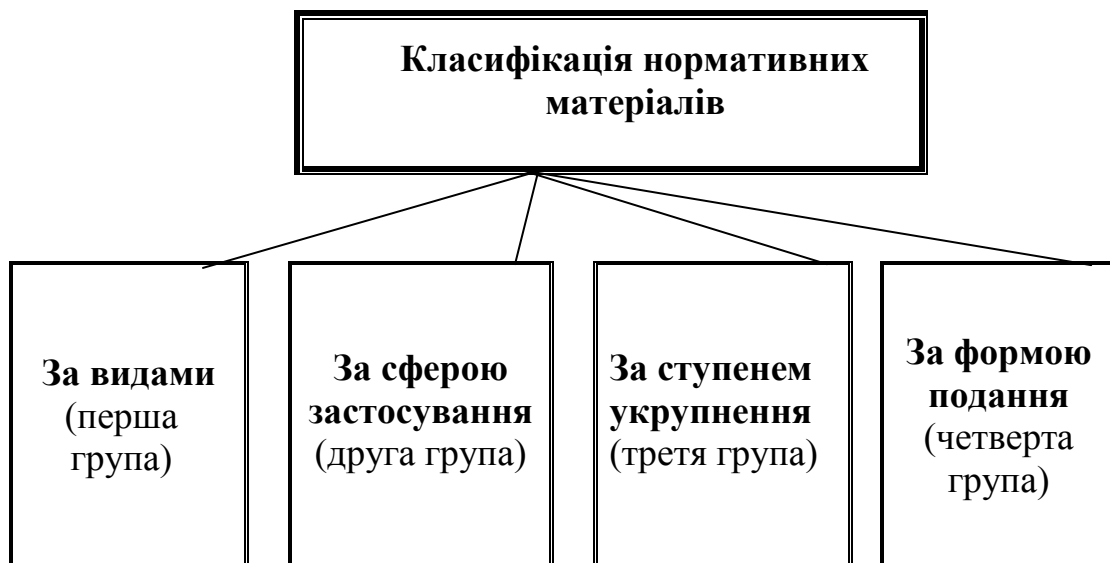 Класифікація нормативних
матеріалів
За видами
(перша
група)
За сферою
застосування
(друга група)
За ступенем
укрупнення
(третя група)
За формою
подання
(четверта
група)